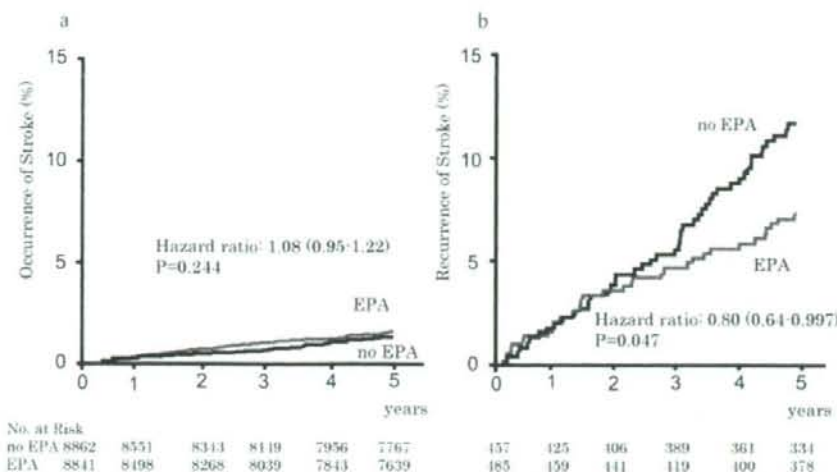 a
b
15
10
5
0
Occurrence of Stroke (%)
Hazard ratio: 1.08 (0.95-1.22)
P=0.244
EPA
no EPA
0 1 2 3 4 5
years
15
10
5
0
Recurrence of Stroke (%)
no EPA
EPA
Hazard ratio: 0.80 (0.64-0.997)
P=0.047
0 1 2 3 4 5
years
No. at Risk
no EPA 8862 8551 8343 8119 7956 7767 457 425 406 389 361 334
EPA 8841 8498 8268 8039 7843 7639 485 459 441 419 400 378